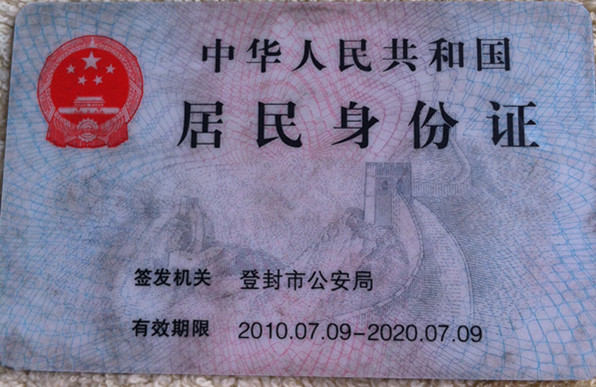 中华人民共和国
居民身份证
签发机关 登封市公安局
有效期限 2010.07.09-2020.07.09